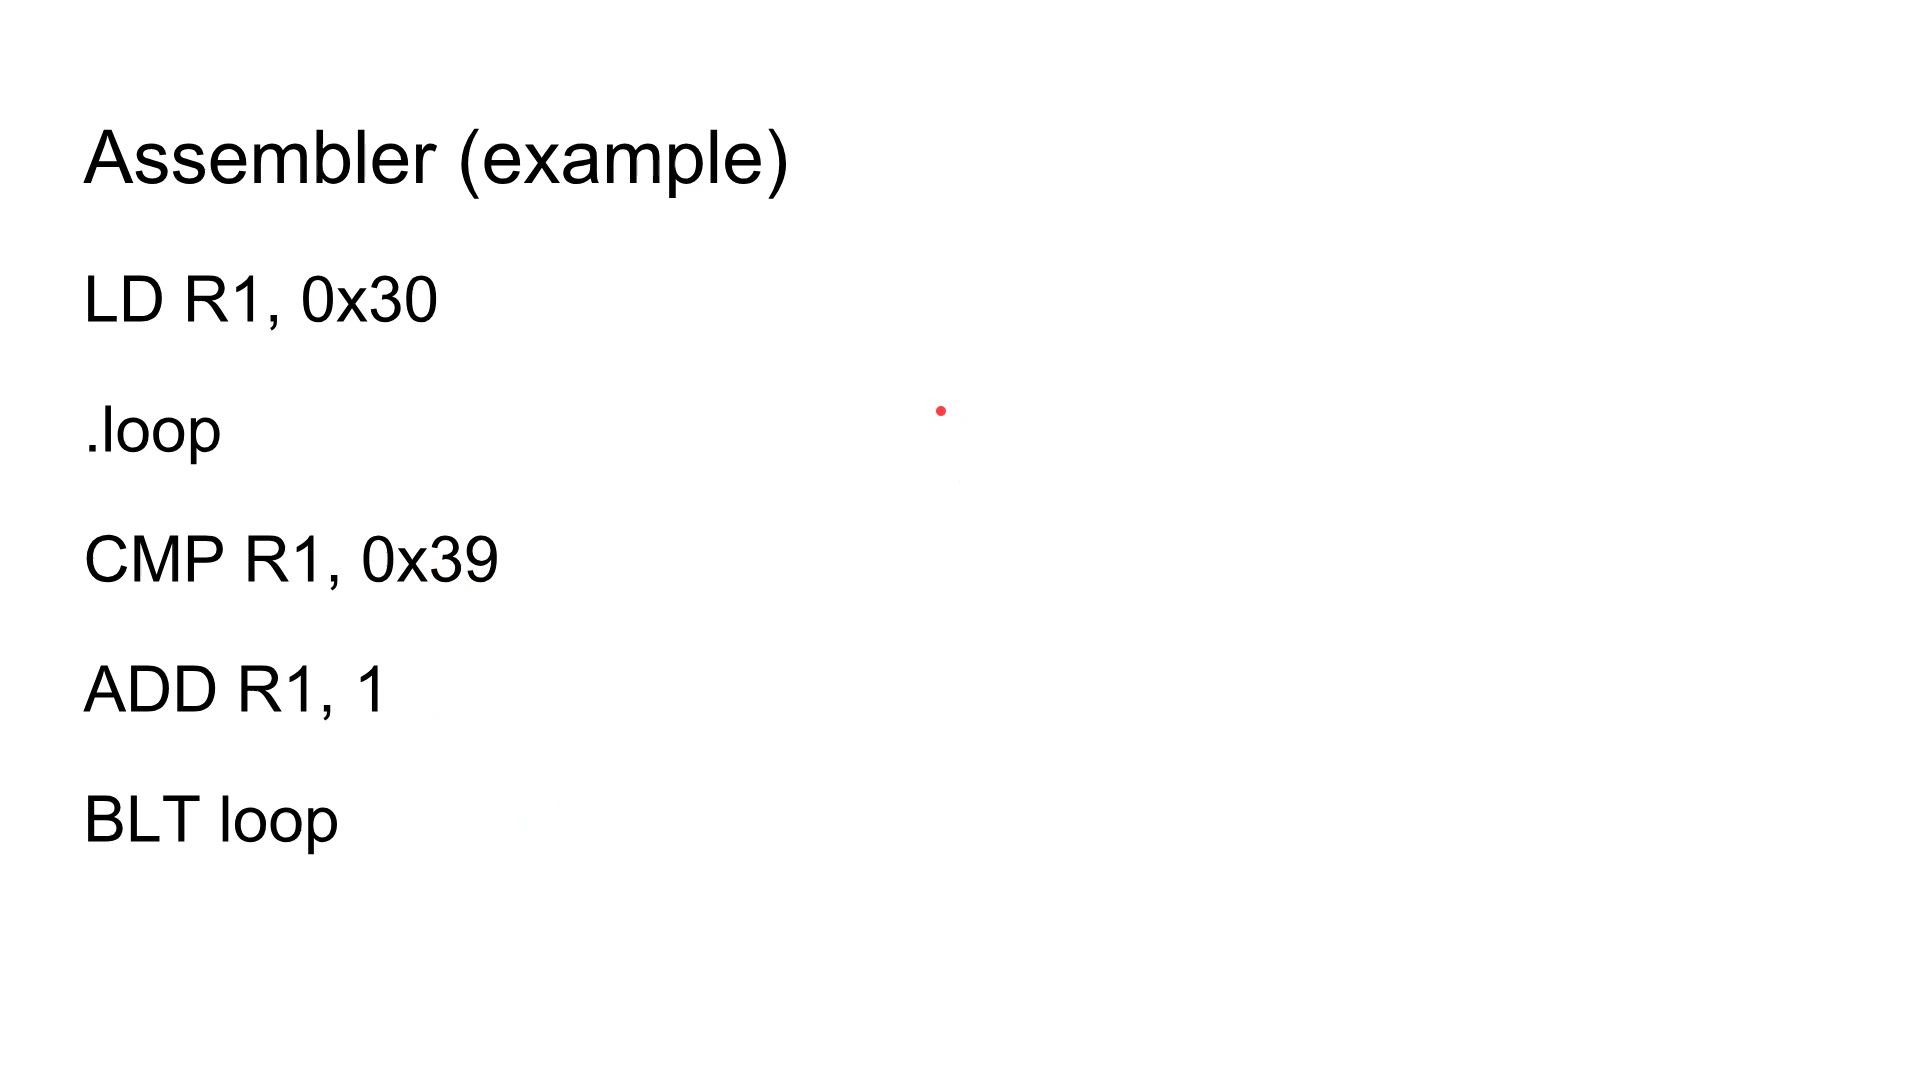 Assembler (example)
LD R1, 0x30
.loop
CMP R1, 0x39
ADD R1, 1
BLT loop